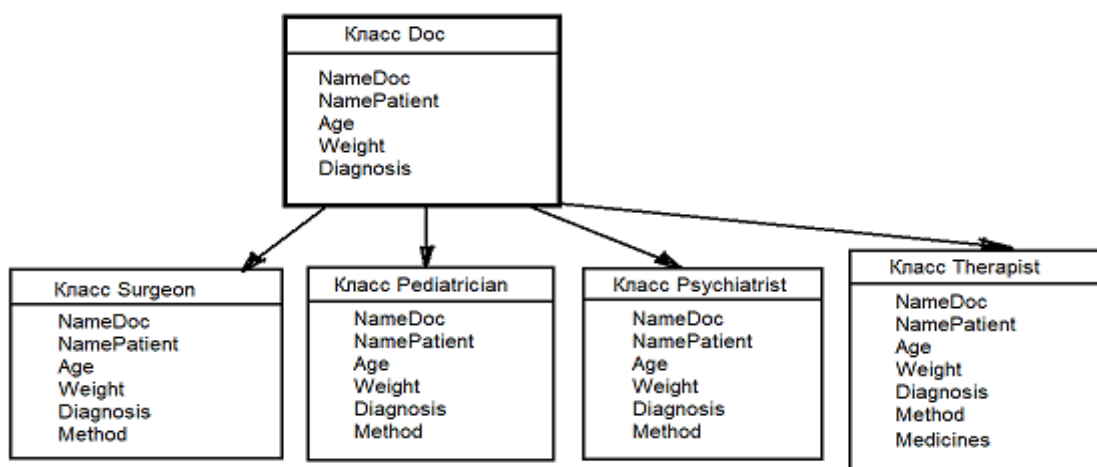 Класс Doc
NameDoc
NamePatient
Age
Weight
Diagnosis
Класс Surgeon
NameDoc
NamePatient
Age
Weight
Diagnosis
Method
Класс Pediatrician
NameDoc
NamePatient
Age
Weight
Diagnosis
Method
Класс Psychiatrist
NameDoc
NamePatient
Age
Weight
Diagnosis
Method
Класс Therapist
NameDoc
NamePatient
Age
Weight
Diagnosis
Method
Medicines